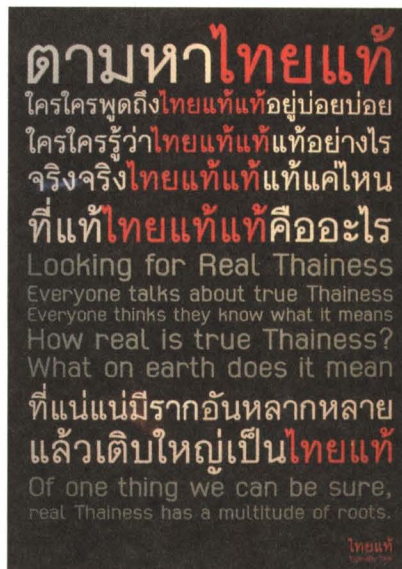 ตามหาไทยแท้
ใครใครพูดถึงไทยแท้แท้อยู่บ่อยบ่อย
ใครใครรู้ว่าไทยแท้แท้แท้อย่างไร
จริงจริงไทยแท้แท้แท้แค่ไหน
ที่แท้ไทยแท้แท้คืออะไร
Looking for Real Thainess
Everyone talks about true Thainess
Everyone thinks they know what it means
How real is true Thainess?
What on earth does it mean
ที่แน่แน่มีรากอันหลากหลาย
แล้วเติบใหญ่เป็นไทยแท้
Of one thing we can be sure,
real Thainess has a multitude of roots.
ไทยแท้